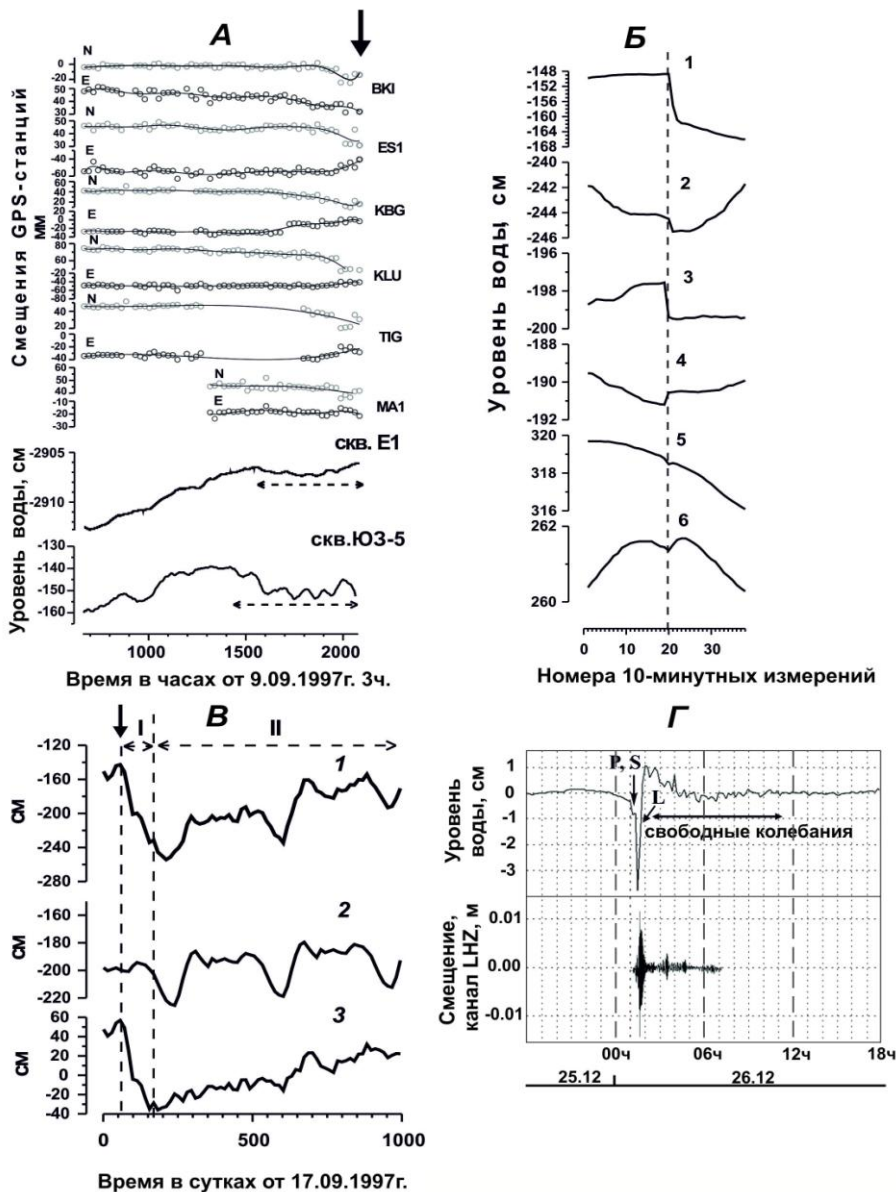 А
N
0
-20
BKI
E
50
40
30
N
50
ES1
30
E
-40
-60
N
60
40
20
0
KBG
E
0
-20
-30
N
80
60
KLU
E
-40
-60
-80
N
40
20
TIG
E
0
-20
-40
N
60
50
40
MA1
E
-10
-30
Смещения GPS-станций
мм
скв. Е1
-2905
-2910
скв.ЮЗ-5
-130
-140
-150
-160
Уровень воды, см
1000 1500 2000
Время в часах от 9.09.1997г. 3ч.
Б
Уровень воды, см
1
-148
-152
-156
-160
-164
-168
2
-240
-242
-244
-246
3
-196
-198
-200
4
-188
-190
-192
5
320
318
316
6
262
260
0 10 20 30
Номера 10-минутных измерений
В
I II
1
-120
-160
-200
-240
-280
см
2
-160
-180
-200
-220
см
3
60
40
20
0
-20
-40
см
0 500 1000
Время в сутках от 17.09.1997г.
Г
Уровень
воды, см
1
0
-1
-2
-3
P, S
L
свободные колебания
Смещение,
канал LHZ, м
0.01
0.00
-0.01
00ч 06ч 12ч 18ч
25.12 26.12